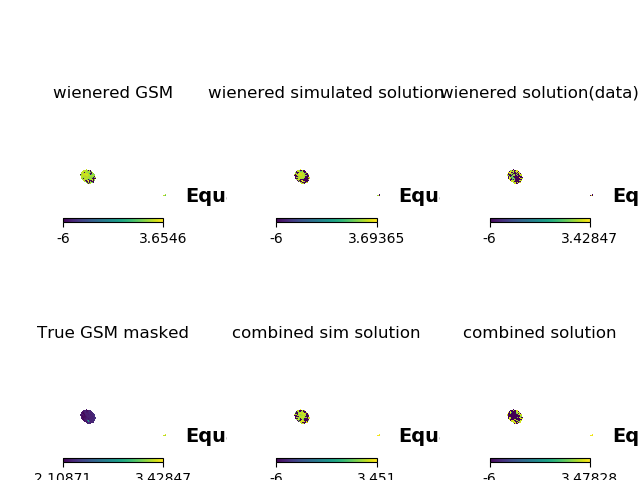 wienered GSM
wienered simulated solution
wienered solution(data)
Equ
Equ
Eq
-6 3.6546
-6 3.69365
-6 3.42847
True GSM masked
combined sim solution
combined solution
Equ
Equ
Eq
2.10871 3.42847
-6 3.451
-6 3.47828